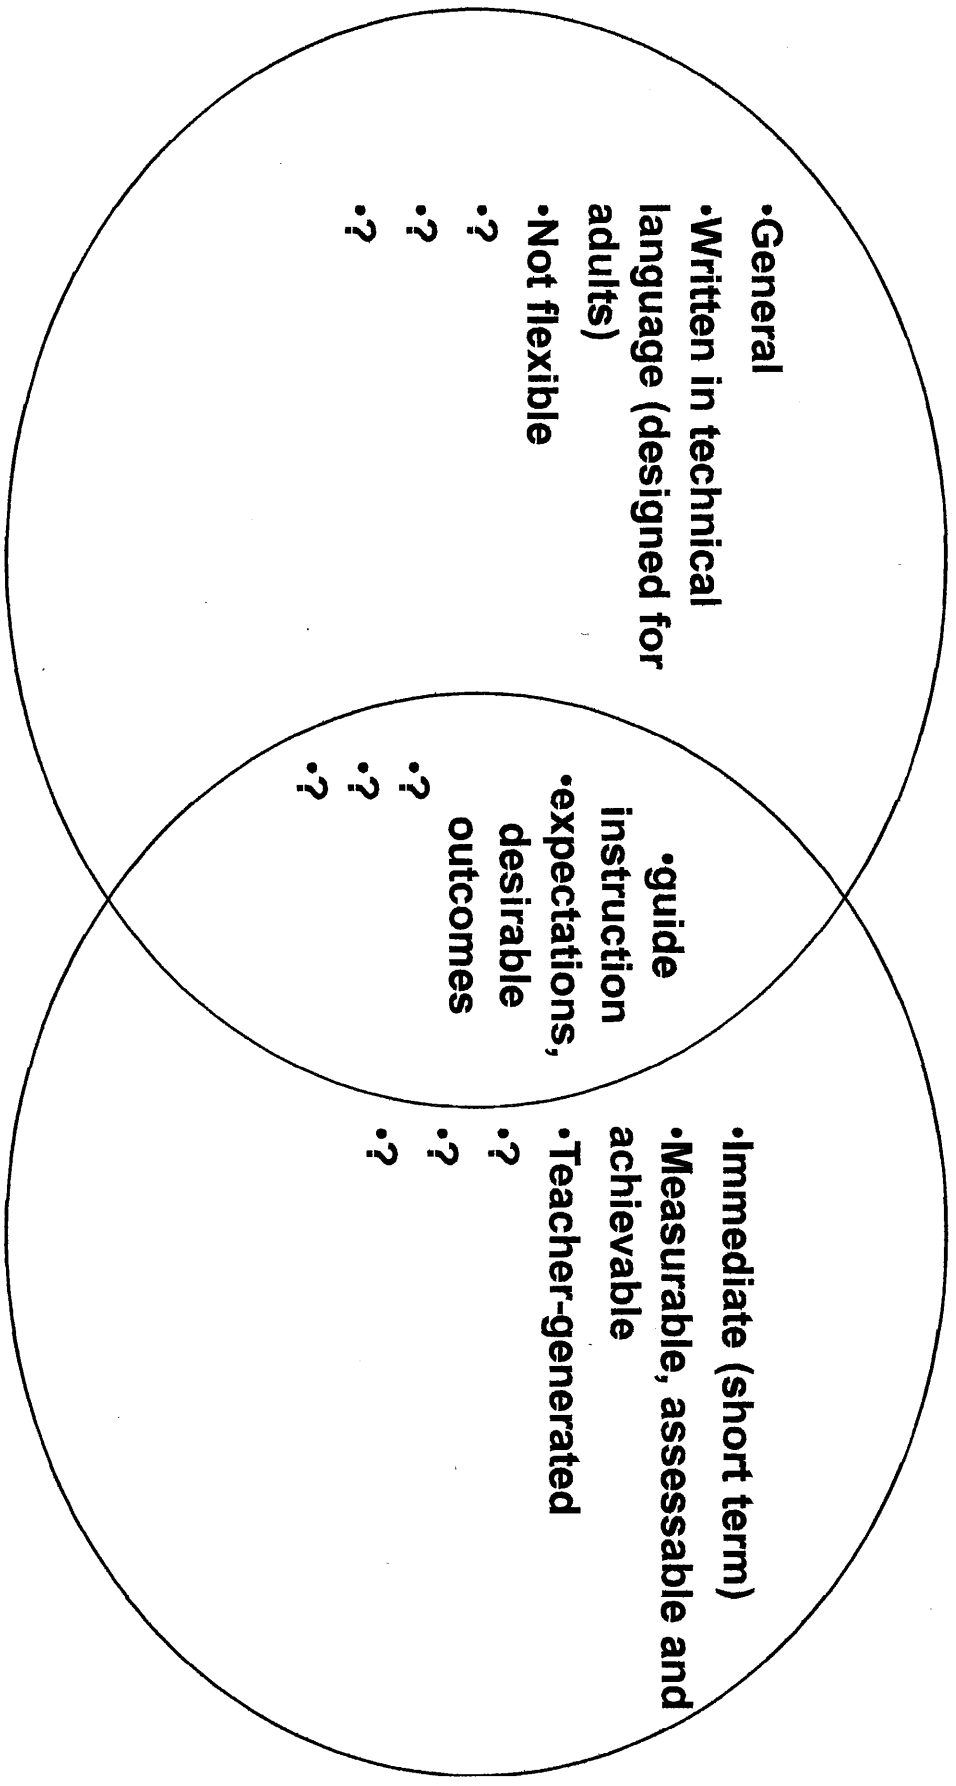 •General
•Written in technical
language (designed for
adults)
•Not flexible
•?
•?
•?
•guide
instruction
•expectations,
desirable
outcomes
•?
•?
•?
•Immediate (short term)
•Measurable, assessable and
achievable
•Teacher-generated
•?
•?
•?